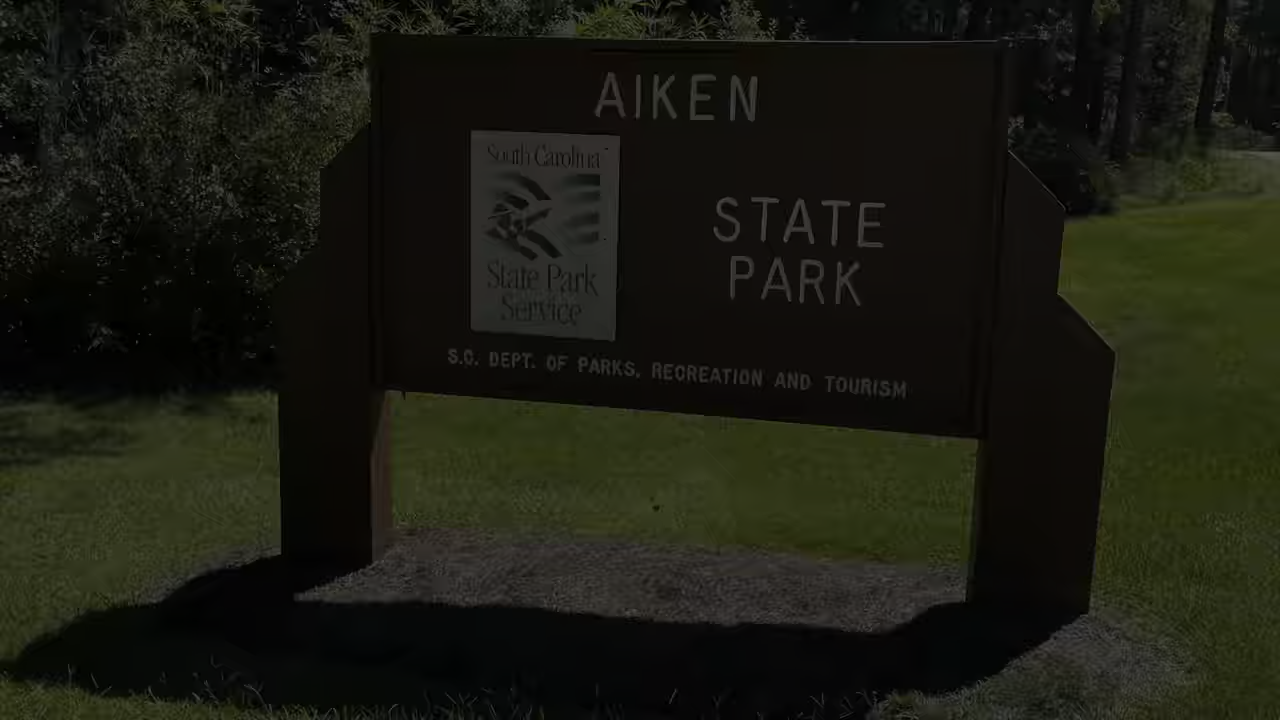 AIKEN
South Carolina
State Park
Service
STATE
PARK
S.C. DEPT. OF PARKS, RECREATION AND TOURISM